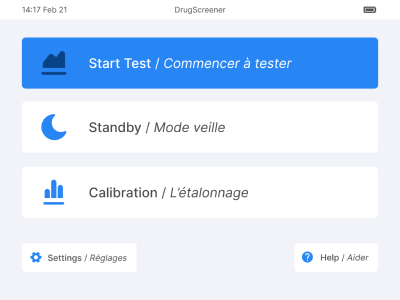 14:17 Feb 21
DrugScreener
Start Test / Commencer à tester
Standby / Mode veille
Calibration / L'étalonnage
Settings / Réglages
Help / Aider